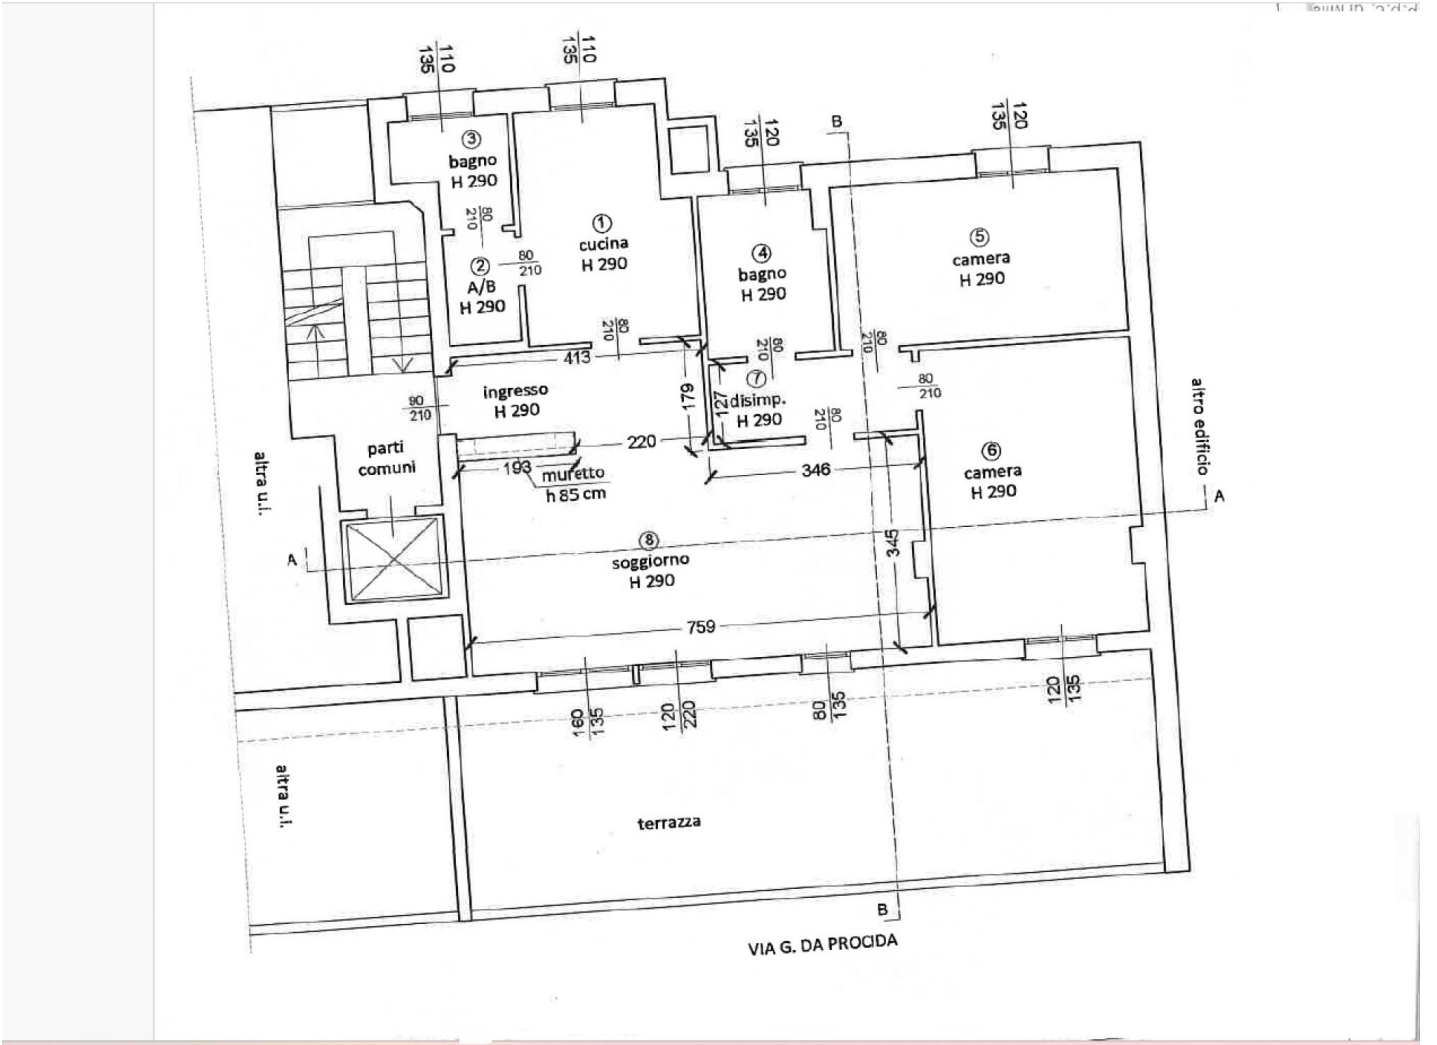 110
135
110
135
120
135
120
135
B
3
bagno
H 290
80
210
1
cucina
H 290
80
210
2
A/B
H 290
4
bagno
H 290
5
camera
H 290
80
210
80
210
80
210
80
210
413
ingresso
H 290
179
127
7
disimp.
H 290
80
210
90
210
parti
comuni
220
193
muretto
h 85 cm
346
6
camera
H 290
altro edificio
altra u.i.
A
A
8
soggiorno
H 290
345
759
160
135
120
220
80
135
120
135
altra u.i.
terrazza
B
VIA G. DA PROCIDA